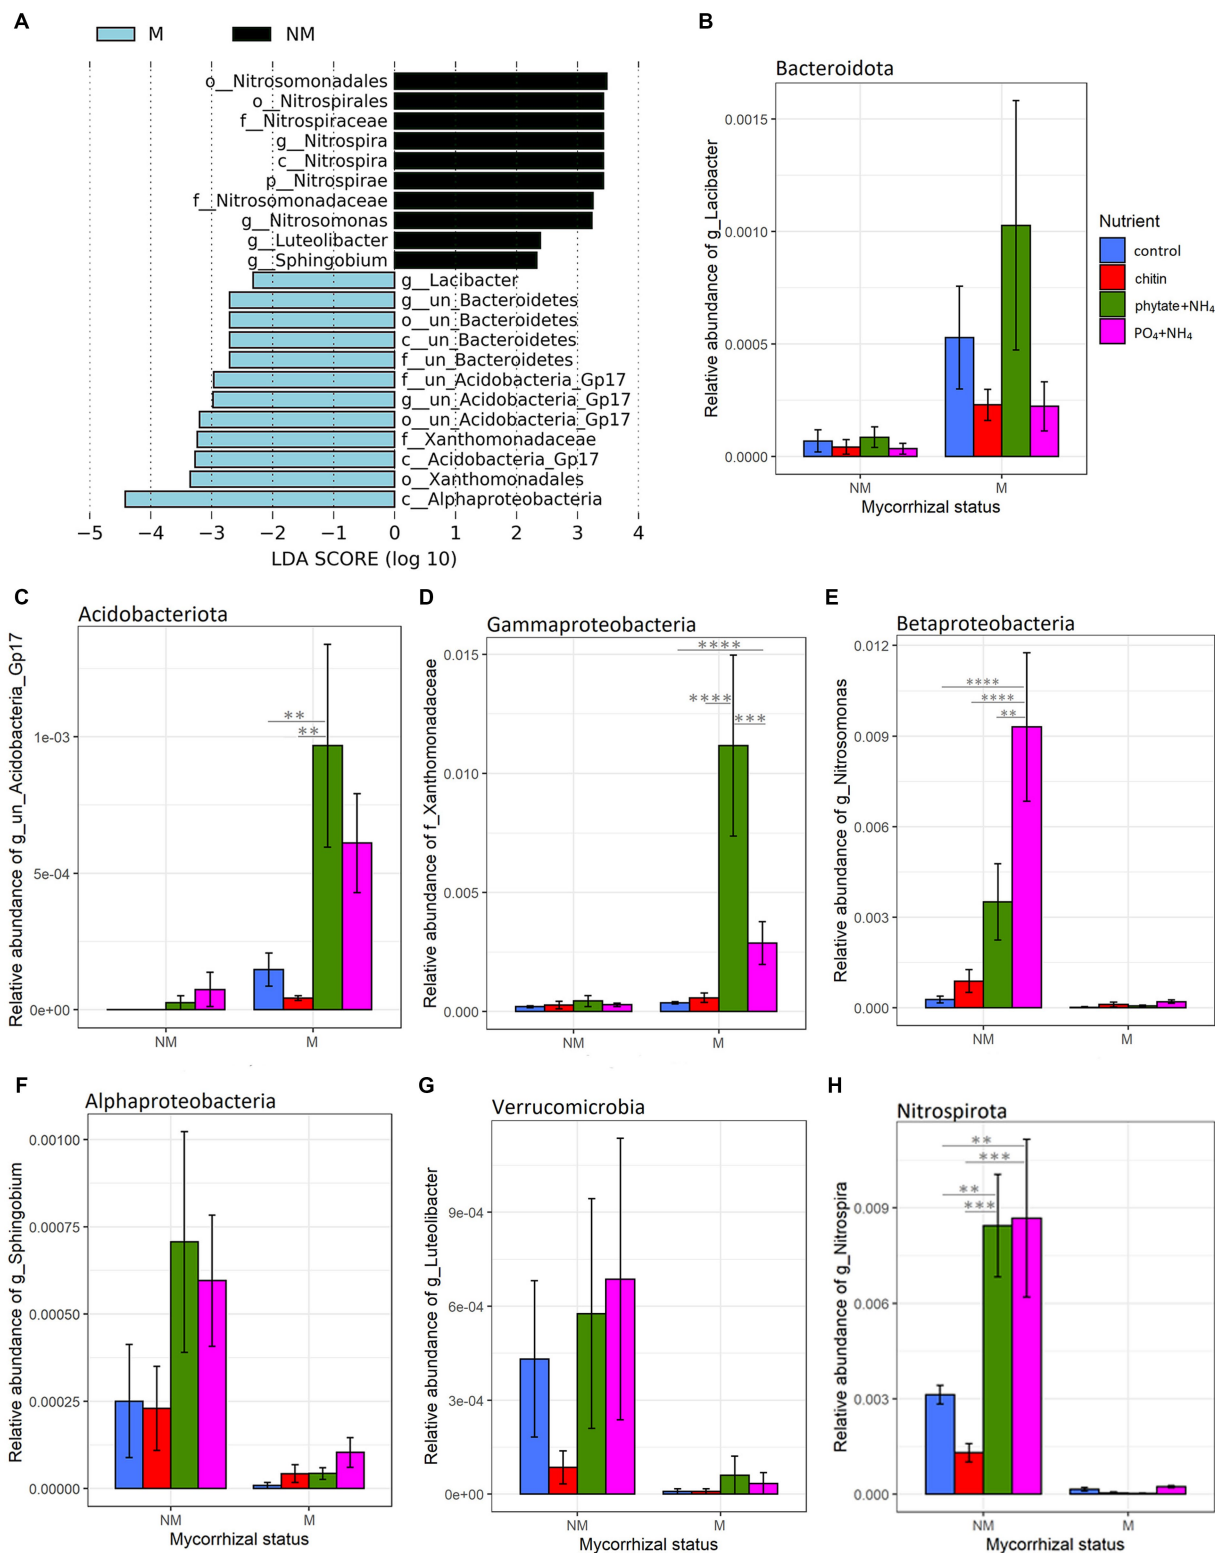 A
M
NM
o__Nitrosomonadales
o__Nitrospirales
f__Nitrospiraceae
g__Nitrospira
c__Nitrospira
p__Nitrospirae
f__Nitrosomonadaceae
g__Nitrosomonas
g__Luteolibacter
g__Sphingobium
g__Lacibacter
g__un_Bacteroidetes
o__un_Bacteroidetes
c__un_Bacteroidetes
f__un_Bacteroidetes
f__un_Acidobacteria_Gp17
g__un_Acidobacteria_Gp17
o__un_Acidobacteria_Gp17
f__Xanthomonadaceae
c__Acidobacteria_Gp17
o__Xanthomonadales
c__Alphaproteobacteria
−5 −4 −3 −2 −1 0 1 2 3 4
LDA SCORE (log 10)
B
Bacteroidota
Relative abundance of g_Lacibacter
0.0015
0.0010
0.0005
0.0000
NM M
Mycorrhizal status
Nutrient
control
chitin
phytate+NH₄
PO₄+NH₄
C
Acidobacteriota
Relative abundance of g_un_Acidobacteria_Gp17
1e-03
5e-04
0e+00
**
**
NM M
D
Gammaproteobacteria
Relative abundance of f_Xanthomonadaceae
0.015
0.010
0.005
0.000
****
****
***
NM M
E
Betaproteobacteria
Relative abundance of g_Nitrosomonas
0.012
0.009
0.006
0.003
0.000
****
****
**
NM M
F
Alphaproteobacteria
Relative abundance of g_Sphingobium
0.00100
0.00075
0.00050
0.00025
0.00000
NM M
Mycorrhizal status
G
Verrucomicrobia
Relative abundance of g_Luteolibacter
9e-04
6e-04
3e-04
0e+00
NM M
H
Nitrospirota
Relative abundance of g_Nitrospira
0.009
0.006
0.003
0.000
**
***
**
***
NM M
Mycorrhizal status